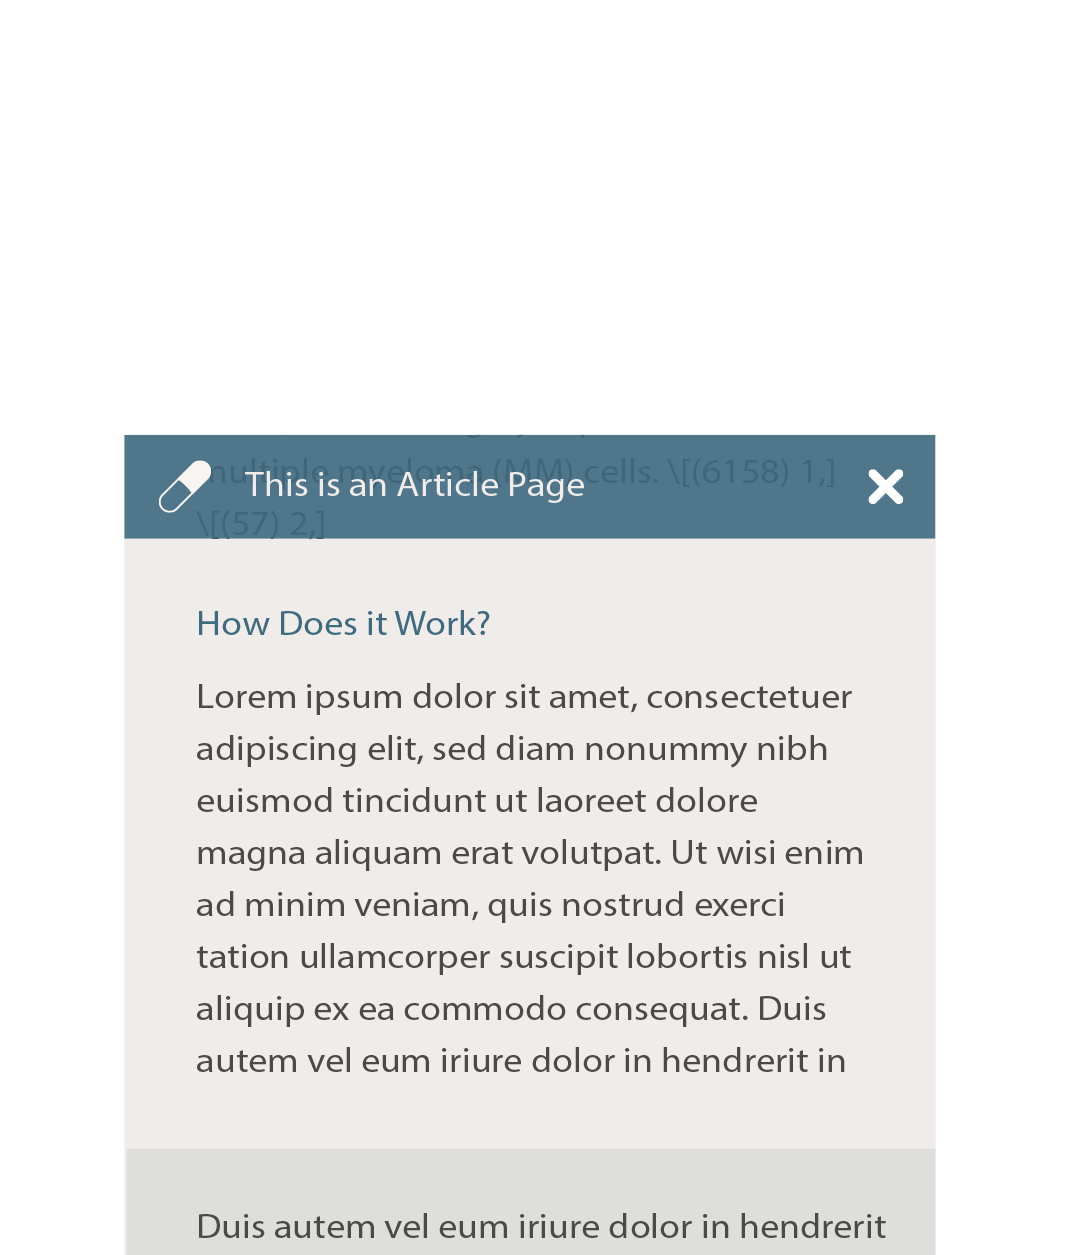 multiple myeloma (MM) cells. \[(6158) 1,]
This is an Article Page
\[(57) 2,]
How Does it Work?
Lorem ipsum dolor sit amet, consectetuer
adipiscing elit, sed diam nonummy nibh
euismod tincidunt ut laoreet dolore
magna aliquam erat volutpat. Ut wisi enim
ad minim veniam, quis nostrud exerci
tation ullamcorper suscipit lobortis nisl ut
aliquip ex ea commodo consequat. Duis
autem vel eum iriure dolor in hendrerit in
Duis autem vel eum iriure dolor in hendrerit